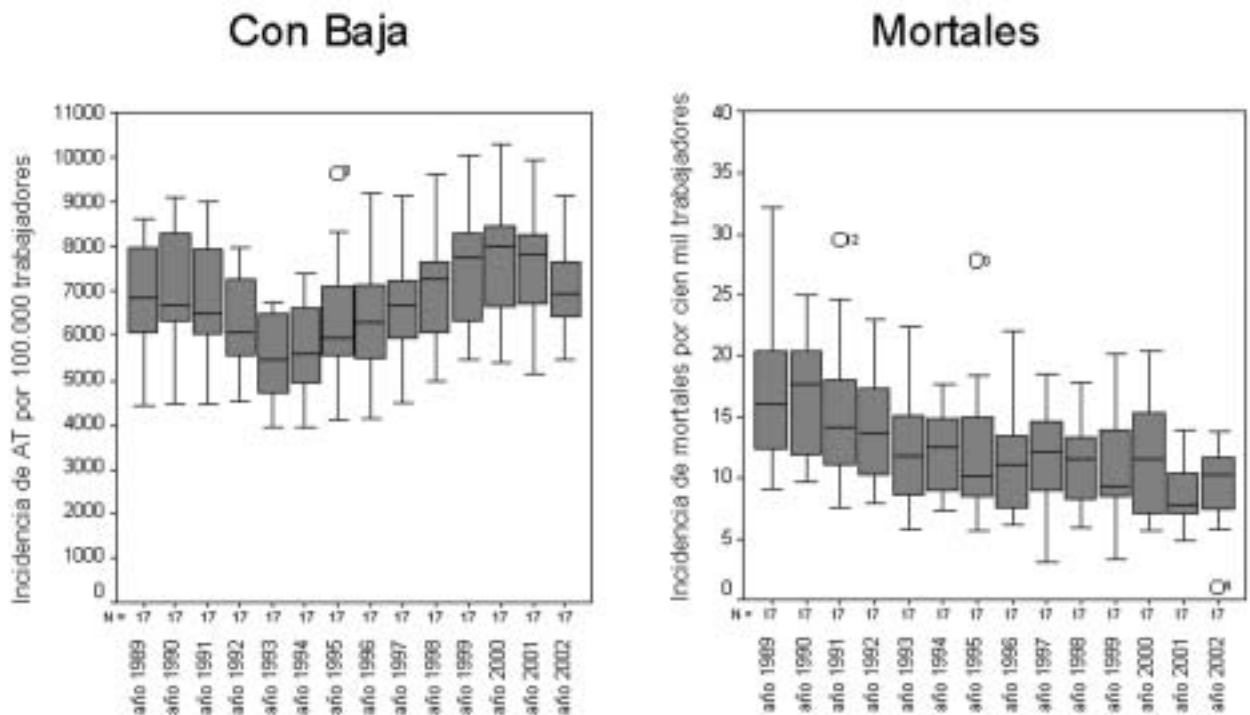 Con Baja
Incidencia de AT por 100.000 trabajadores
11000
10000
9000
8000
7000
6000
5000
4000
3000
2000
1000
0
N = 17 17 17 17 17 17 17 17 17 17 17 17 17 17
año 1989
año 1990
año 1991
año 1992
año 1993
año 1994
año 1995
año 1996
año 1997
año 1998
año 1999
año 2000
año 2001
año 2002
Mortales
Incidencia de mortales por cien mil trabajadores
40
35
30
25
20
15
10
5
0
N = 17 17 17 17 17 17 17 17 17 17 17 17 17 17
año 1989
año 1990
año 1991
año 1992
año 1993
año 1994
año 1995
año 1996
año 1997
año 1998
año 1999
año 2000
año 2001
año 2002